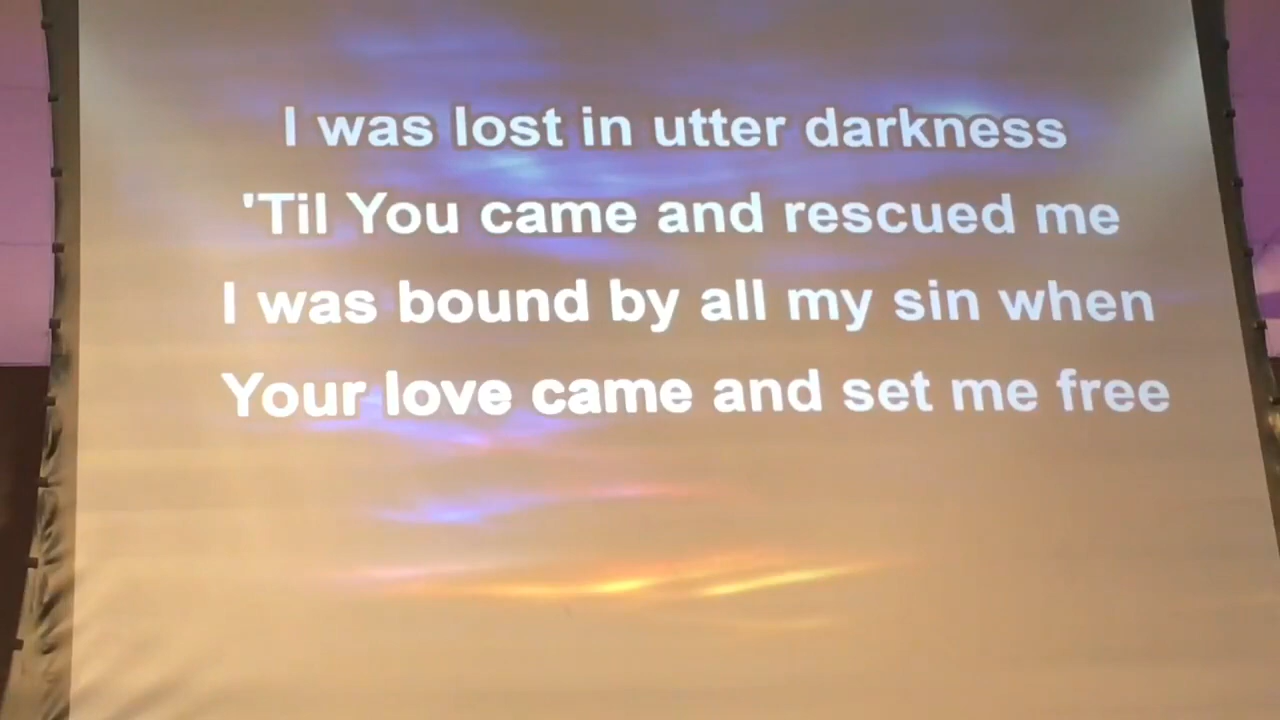 I was lost in utter darkness
'Til You came and rescued me
I was bound by all my sin when
Your love came and set me free